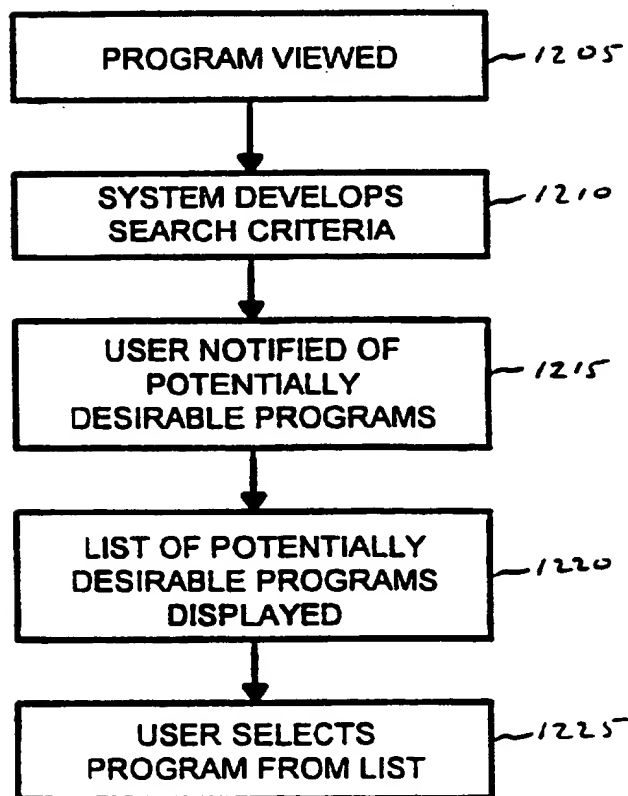 PROGRAM VIEWED
1205
SYSTEM DEVELOPS
SEARCH CRITERIA
1210
USER NOTIFIED OF
POTENTIALLY
DESIRABLE PROGRAMS
1215
LIST OF POTENTIALLY
DESIRABLE PROGRAMS
DISPLAYED
1220
USER SELECTS
PROGRAM FROM LIST
1225